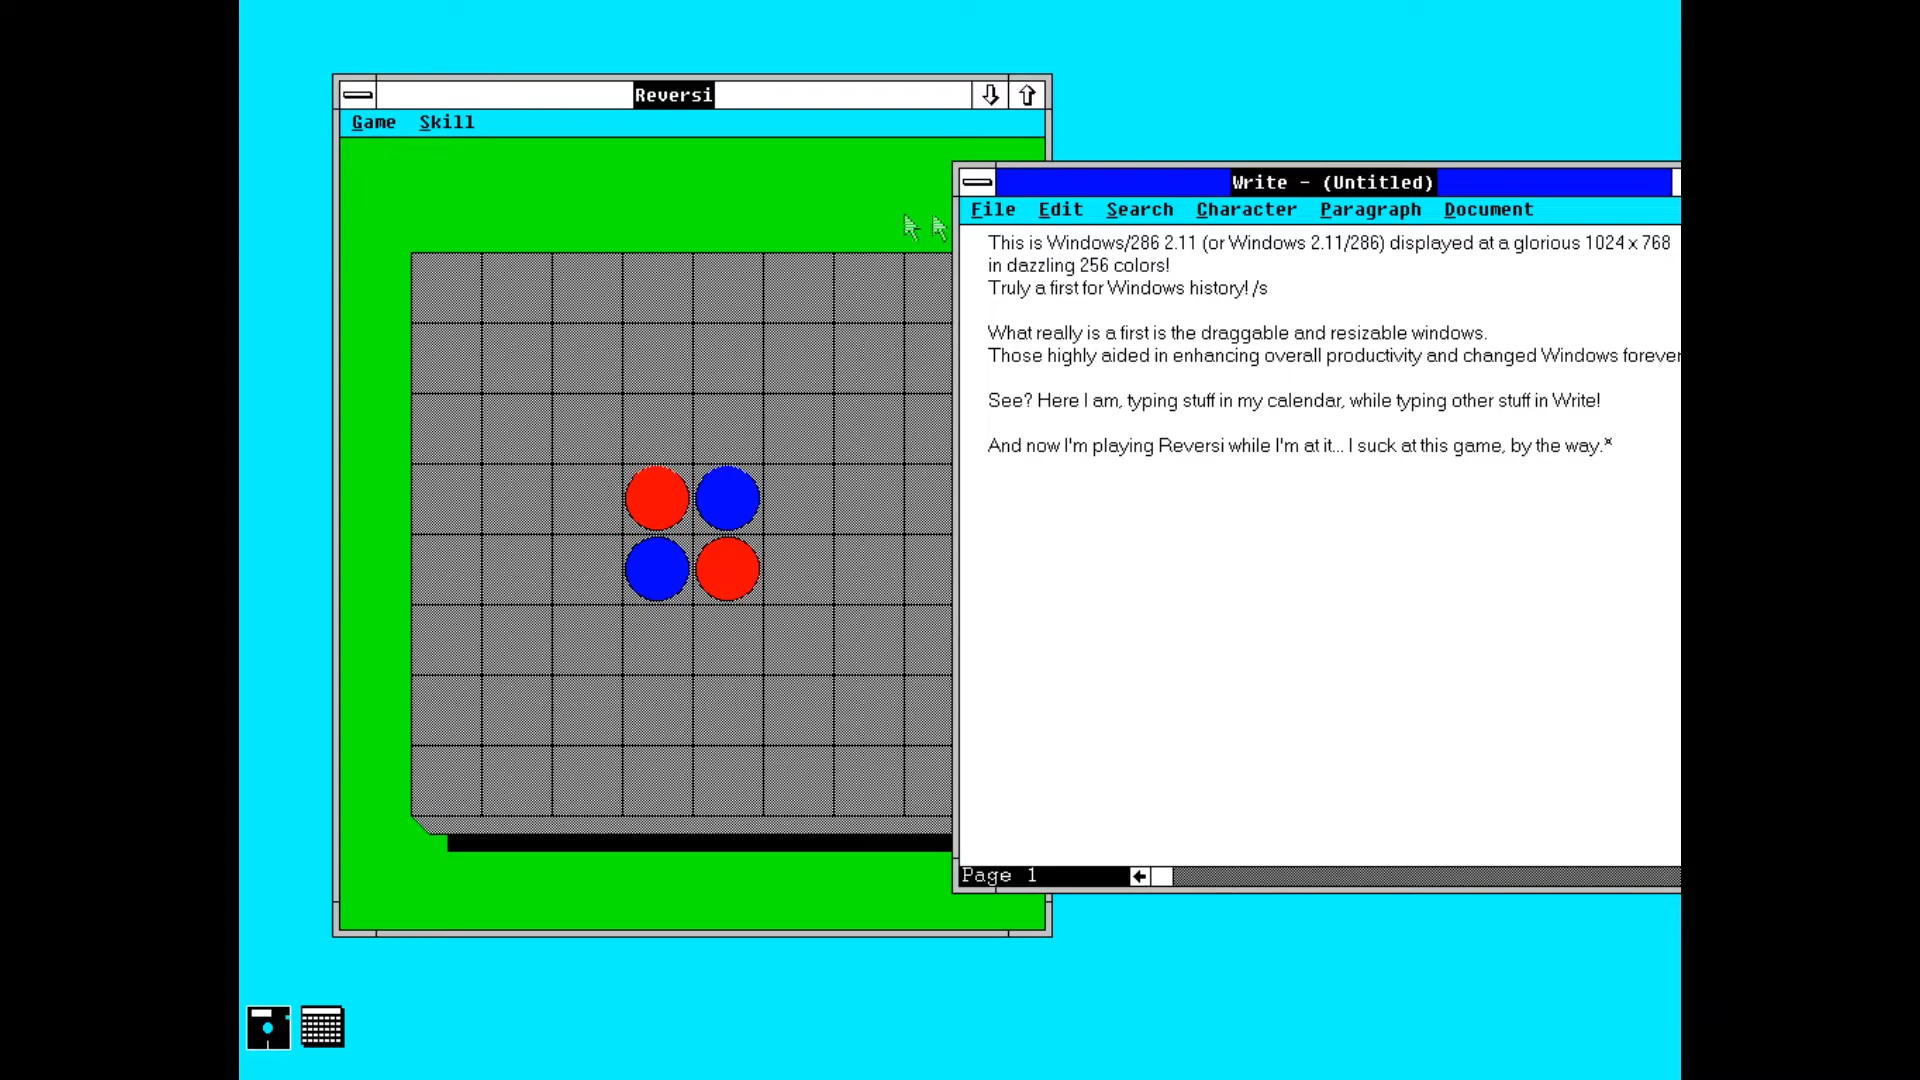 Reversi
Game Skill
Write - (Untitled)
File Edit Search Character Paragraph Document
This is Windows/286 2.11 (or Windows 2.11/286) displayed at a glorious 1024 x 768
in dazzling 256 colors!
Truly a first for Windows history! /s
What really is a first is the draggable and resizable windows.
Those highly aided in enhancing overall productivity and changed Windows forever
See? Here I am, typing stuff in my calendar, while typing other stuff in Write!
And now I'm playing Reversi while I'm at it... I suck at this game, by the way.¤
Page 1